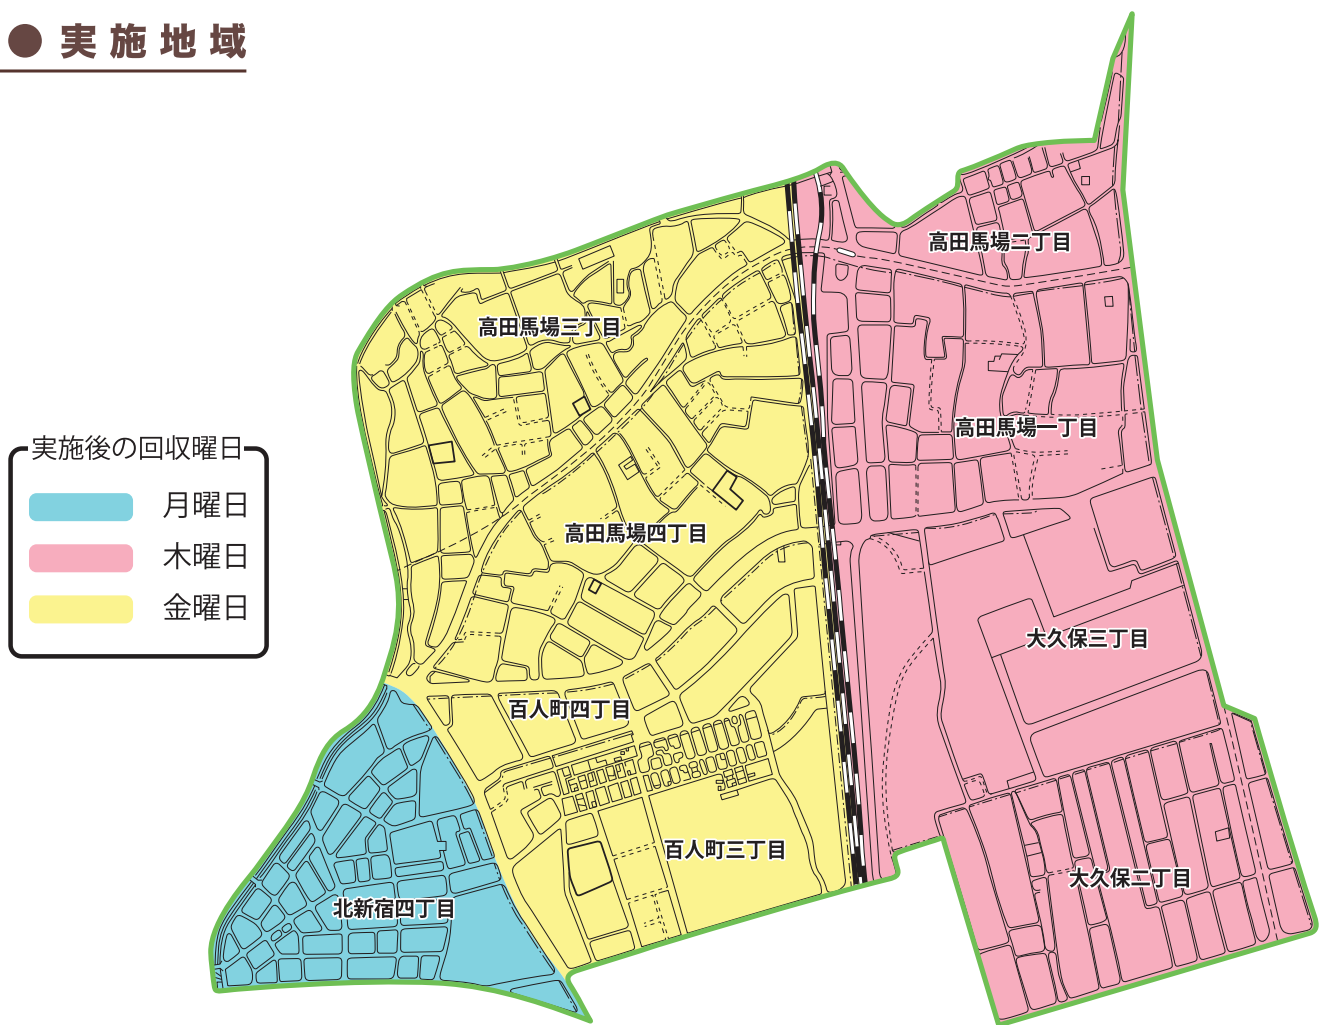 ● 実施地域
高田馬場二丁目
高田馬場三丁目
高田馬場一丁目
実施後の回収曜日
月曜日
木曜日
金曜日
高田馬場四丁目
大久保三丁目
百人町四丁目
百人町三丁目
大久保二丁目
北新宿四丁目